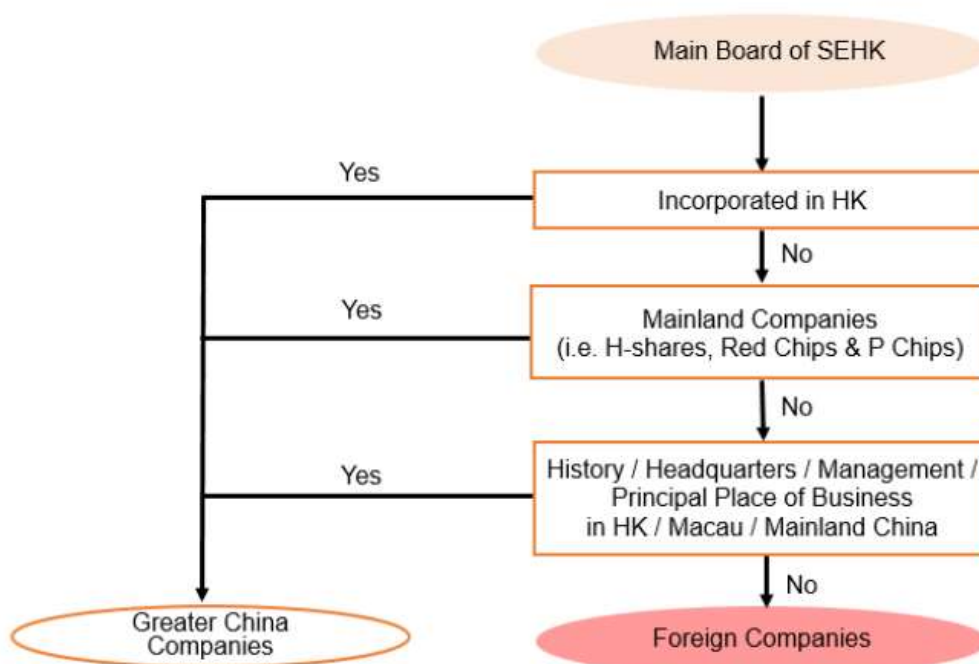 Main Board of SEHK
Yes
Incorporated in HK
No
Yes
Mainland Companies
(i.e. H-shares, Red Chips & P Chips)
No
Yes
History / Headquarters / Management /
Principal Place of Business
in HK / Macau / Mainland China
No
Greater China
Companies
Foreign Companies